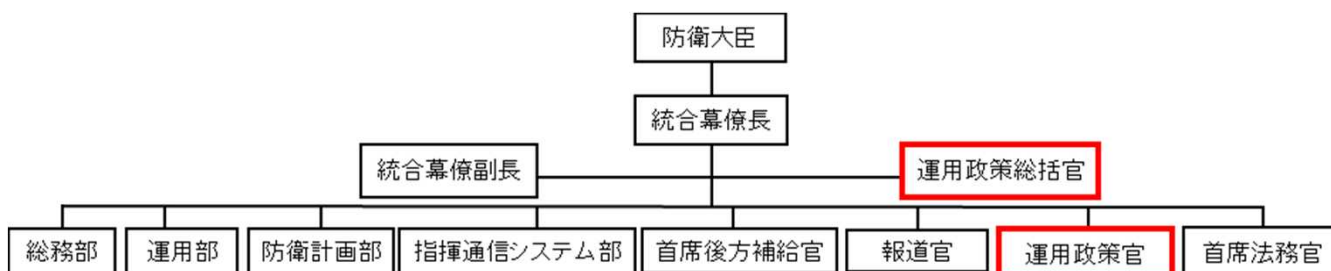 防衛大臣
統合幕僚長
統合幕僚副長
運用政策総括官
総務部
運用部
防衛計画部
指揮通信システム部
首席後方補給官
報道官
運用政策官
首席法務官